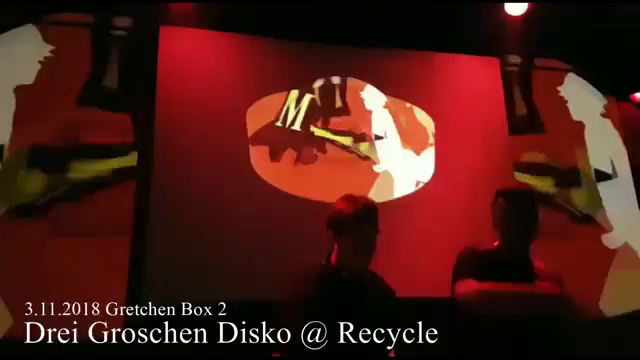 M
3.11.2018 Gretchen Box 2
Drei Groschen Disko @ Recycle